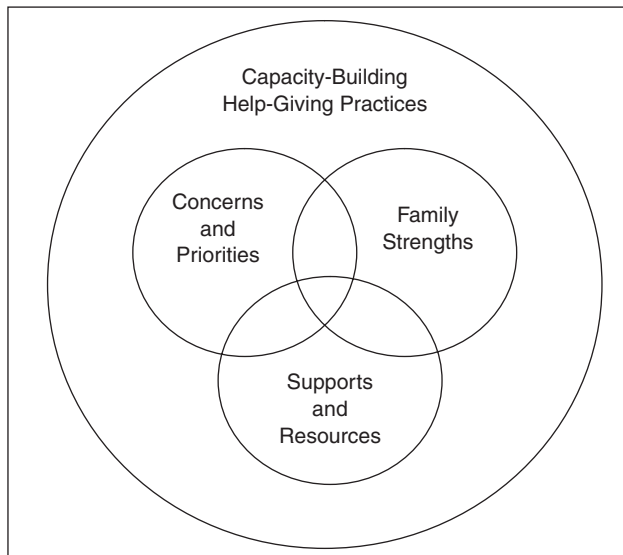 Capacity-Building
Help-Giving Practices
Concerns
and
Priorities
Family
Strengths
Supports
and
Resources